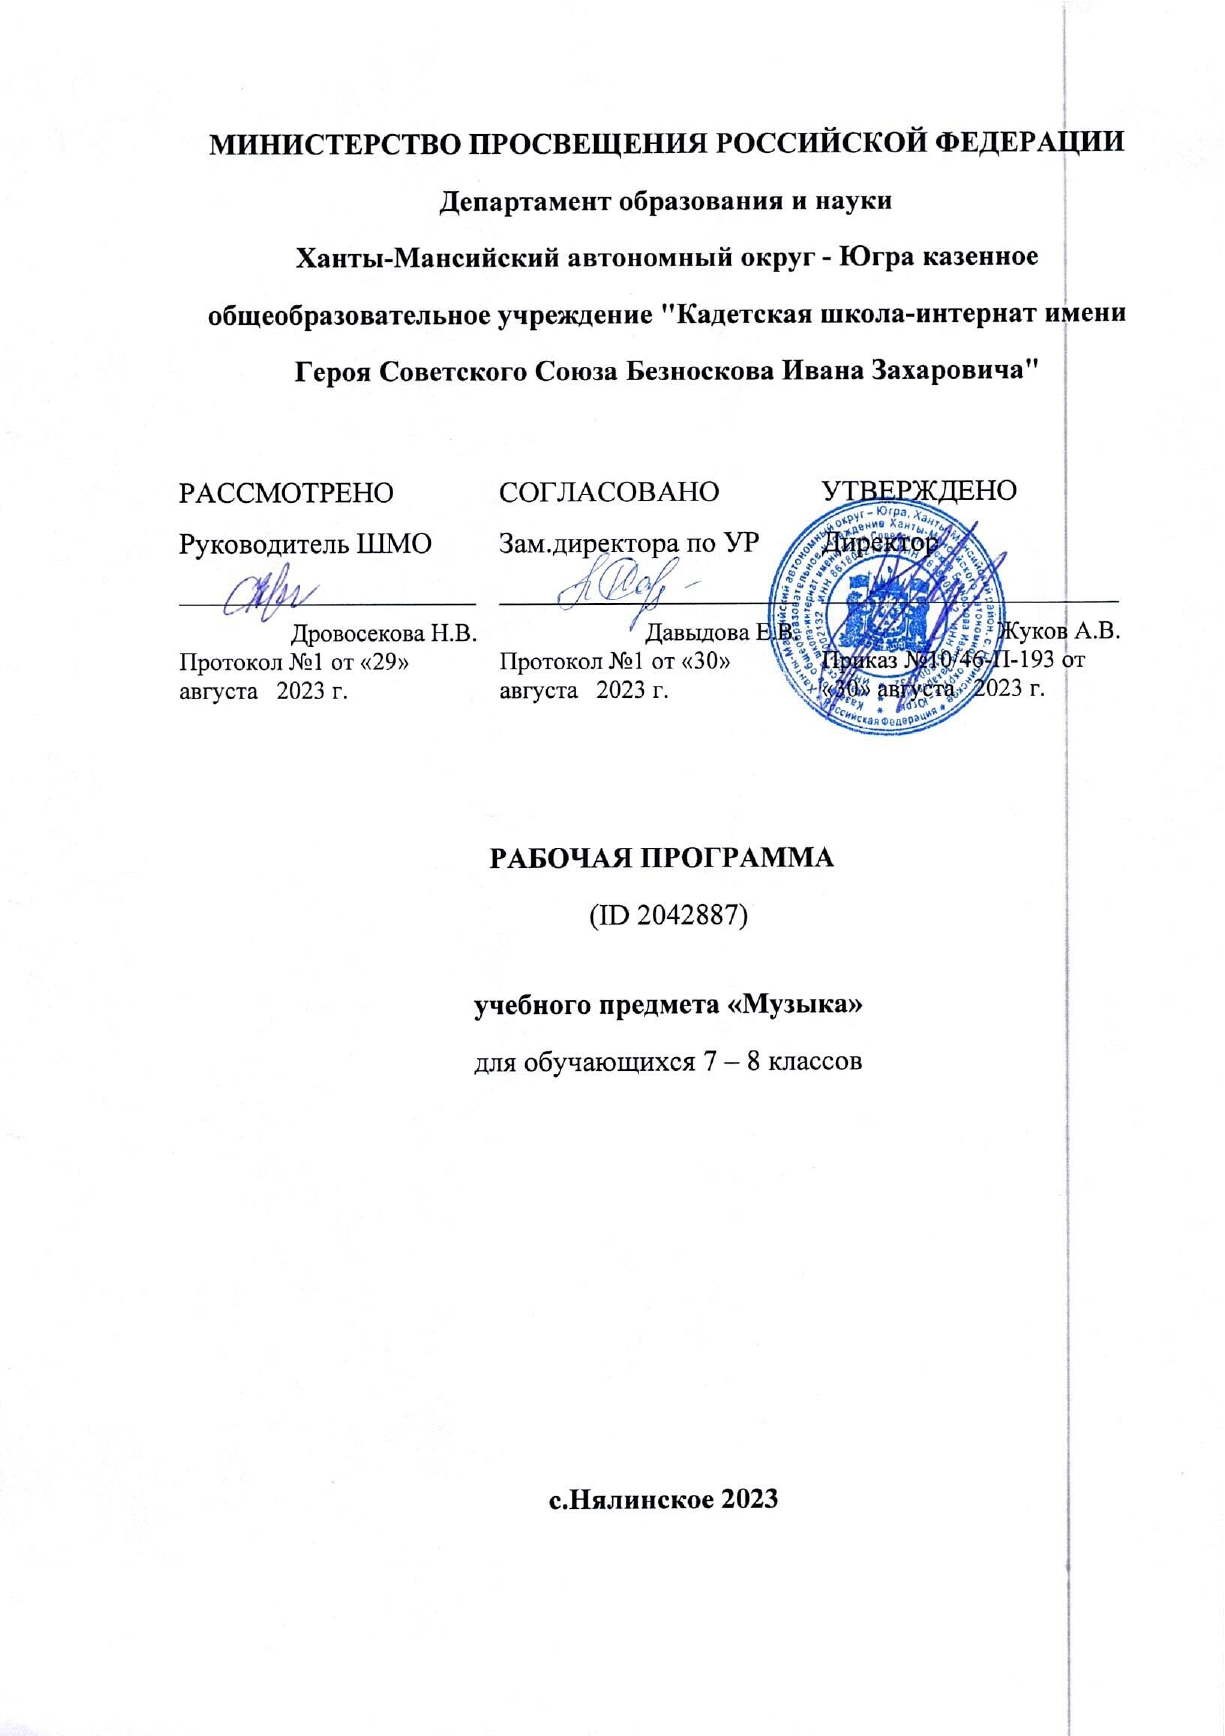 МИНИСТЕРСТВО ПРОСВЕЩЕНИЯ РОССИЙСКОЙ ФЕДЕРАЦИИ
Департамент образования и науки
Ханты-Мансийский автономный округ - Югра казенное
общеобразовательное учреждение "Кадетская школа-интернат имени
Героя Советского Союза Безноскова Ивана Захаровича"
РАССМОТРЕНО
Руководитель ШМО
Дровосекова Н.В.
Протокол №1 от «29»
августа 2023 г.
СОГЛАСОВАНО
Зам.директора по УР
Давыдова Е.В.
Протокол №1 от «30»
августа 2023 г.
УТВЕРЖДЕНО
Директор
Жуков А.В.
Приказ №10/46-П-193 от
«30» августа 2023 г.
РАБОЧАЯ ПРОГРАММА
(ID 2042887)
учебного предмета «Музыка»
для обучающихся 7 – 8 классов
с.Нялинское 2023